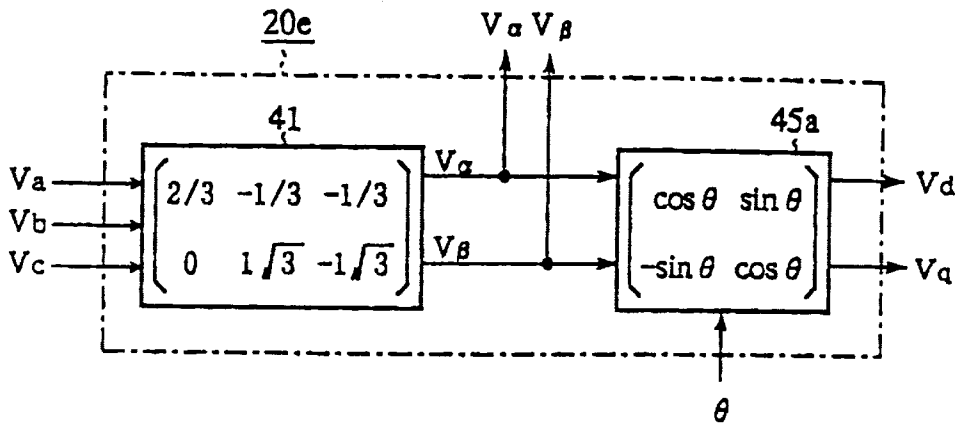 20e
Vα Vβ
41
45a
Va
Vb
Vc
2/3 -1/3 -1/3
0 1√3 -1√3
Vα
Vβ
cos θ sin θ
-sin θ cos θ
Vd
Vq
θ